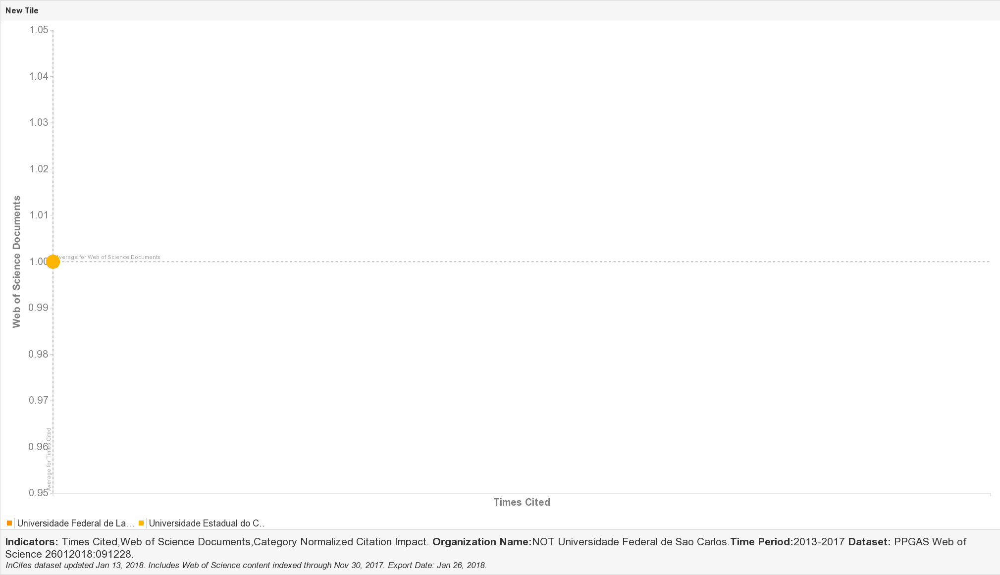 New Tile
1.05
1.04
1.03
1.02
1.01
1.00
0.99
0.98
0.97
0.96
0.95
Web of Science Documents
Average for Web of Science Documents
Average for Times Cited
Times Cited
Universidade Federal de La... Universidade Estadual do C..
Indicators: Times Cited,Web of Science Documents,Category Normalized Citation Impact. Organization Name:NOT Universidade Federal de Sao Carlos.Time Period:2013-2017 Dataset: PPGAS Web of
Science 26012018:091228.
InCites dataset updated Jan 13, 2018. Includes Web of Science content indexed through Nov 30, 2017. Export Date: Jan 26, 2018.